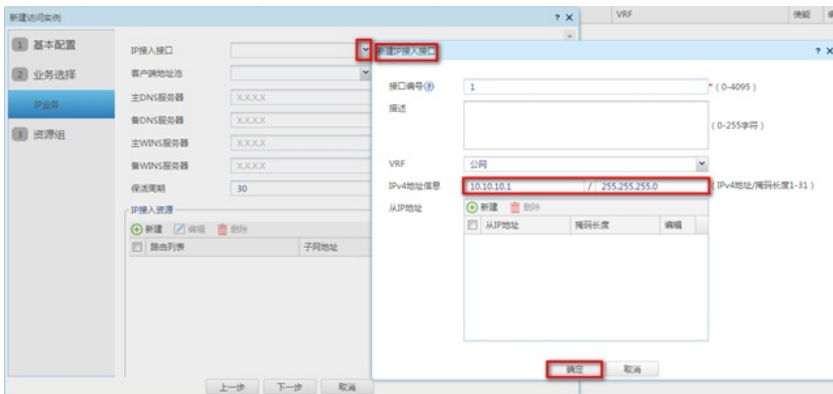 新建访问实例
? X
VRF
使能
1 基本配置
2 业务选择
IP业务
3 资源组
IP接入接口
客户端地址池
主DNS服务器 X.X.X.X
备DNS服务器 X.X.X.X
主WINS服务器 X.X.X.X
备WINS服务器 X.X.X.X
保活周期 30
IP接入资源
新建 编辑 删除
路由列表 子网地址
上一步 下一步 取消
新建IP接入接口
? X
接口编号 ? 1 * ( 0-4095 )
描述
( 0-255字符 )
VRF 公网
IPv4地址信息 10.10.10.1 / 255.255.255.0 ( IPv4地址/掩码长度1-31 )
从IP地址 新建 删除
从IP地址 掩码长度 编辑
确定 取消